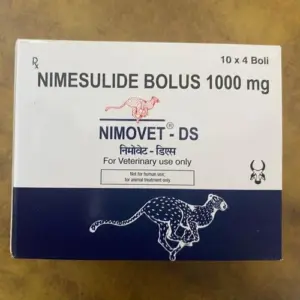 Rx 10 x 4 Boli
NIMESULIDE BOLUS 1000 mg
NIMOVET® - DS
निमोवेट - डीएस
For Veterinary use only
Not for human use,
for animal treatment only